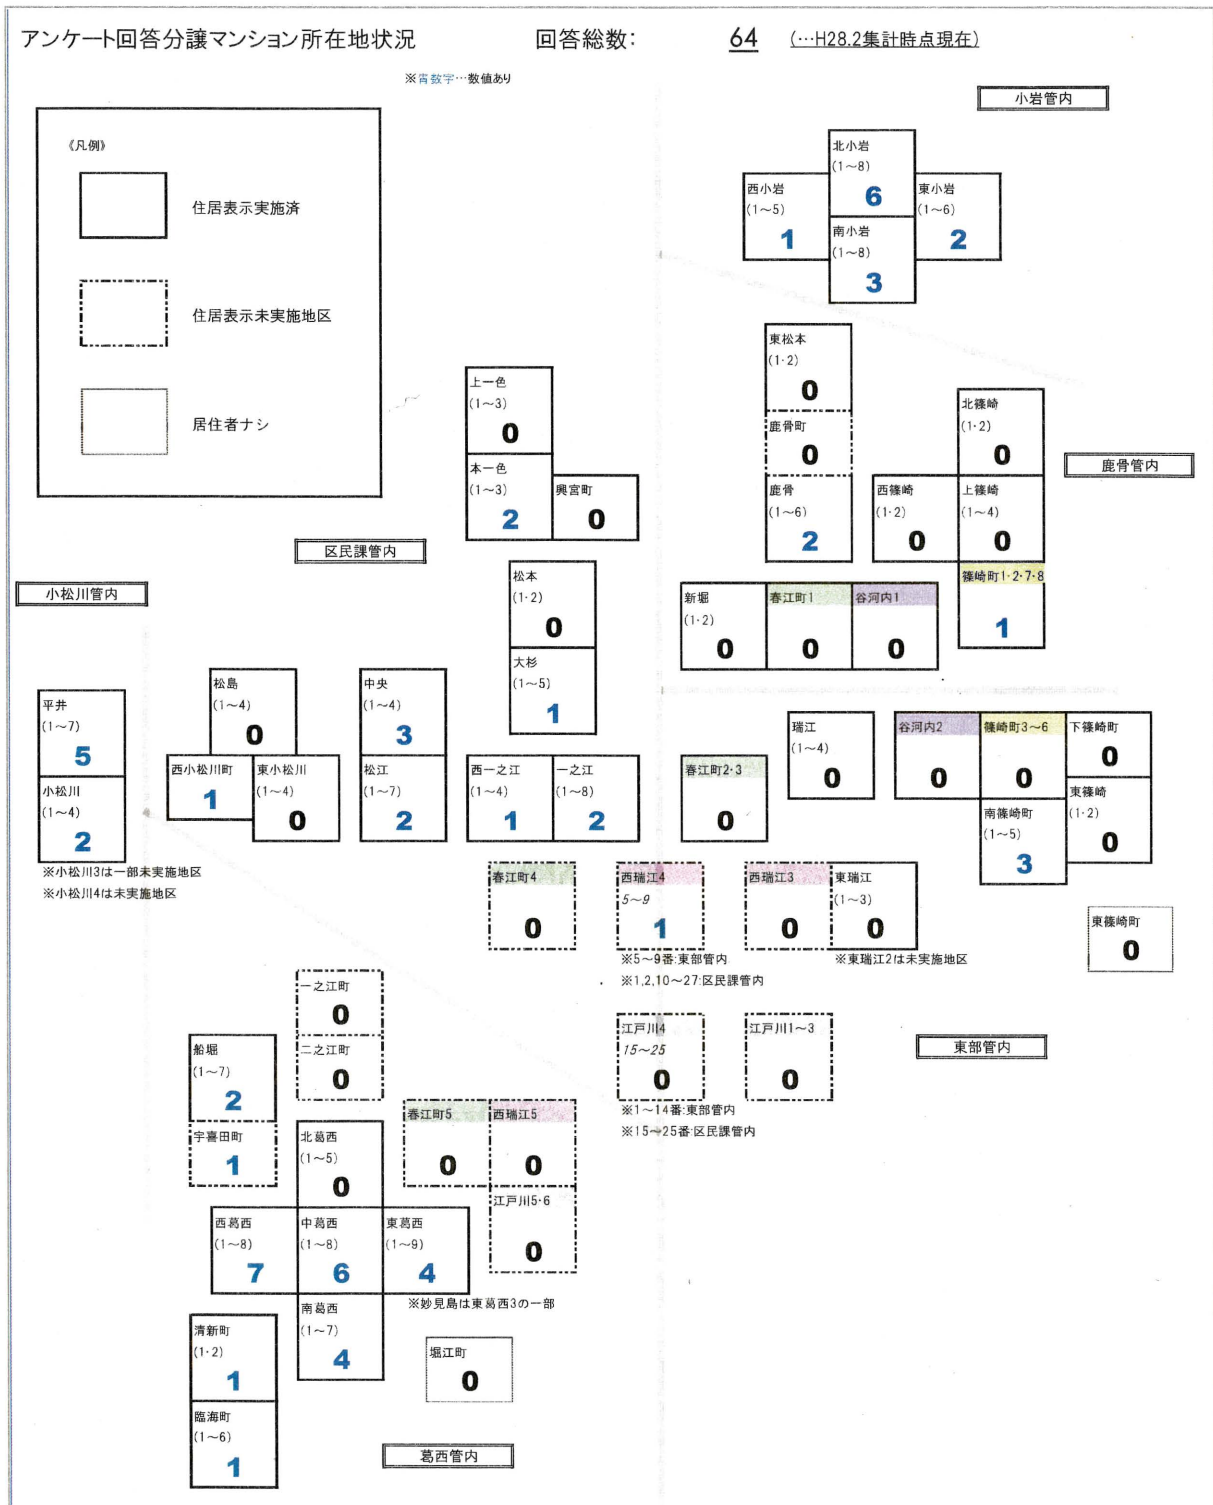 アンケート回答分譲マンション所在地状況 回答総数: 64 (…H28.2集計時点現在)
※青数字…数値あり
小岩管内
《凡例》
住居表示実施済
住居表示未実施地区
居住者ナシ
北小岩
(1~8)
6
西小岩
(1~5)
1
東小岩
(1~6)
2
南小岩
(1~8)
3
東松本
(1·2)
0
鹿骨町
0
鹿骨
(1~6)
2
北篠崎
(1·2)
0
鹿骨管内
西篠崎
(1·2)
0
上篠崎
(1~4)
0
篠崎町1·2·7·8
1
新堀
(1·2)
0
春江町1
0
谷河内1
0
上一色
(1~3)
0
本一色
(1~3)
2
興宮町
0
区民課管内
小松川管内
松本
(1·2)
0
大杉
(1~5)
1
平井
(1~7)
5
小松川
(1~4)
2
※小松川3は一部未実施地区
※小松川4は未実施地区
松島
(1~4)
0
西小松川町
1
東小松川
(1~4)
0
中央
(1~4)
3
松江
(1~7)
2
西一之江
(1~4)
1
一之江
(1~8)
2
春江町2·3
0
瑞江
(1~4)
0
谷河内2
0
篠崎町3~6
0
下篠崎町
0
東篠崎
(1·2)
0
南篠崎町
(1~5)
3
東篠崎町
0
春江町4
0
西瑞江4
5~9
1
※5~9番:東部管内
※1,2,10~27:区民課管内
西瑞江3
0
東瑞江
(1~3)
0
※東瑞江2は未実施地区
江戸川4
15~25
0
※1~14番:東部管内
※15~25番:区民課管内
江戸川1~3
0
東部管内
一之江町
0
二之江町
0
船堀
(1~7)
2
宇喜田町
1
春江町5
0
西瑞江5
0
江戸川5·6
0
北葛西
(1~5)
0
西葛西
(1~8)
7
中葛西
(1~8)
6
東葛西
(1~9)
4
※妙見島は東葛西3の一部
南葛西
(1~7)
4
清新町
(1·2)
1
臨海町
(1~6)
1
堀江町
0
葛西管内